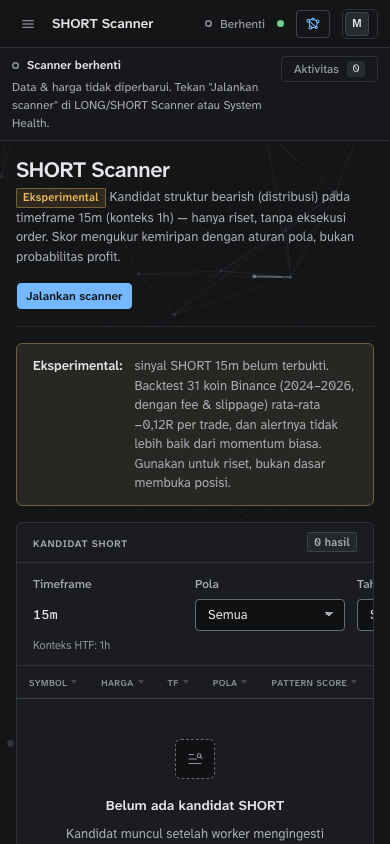 SHORT Scanner
Berhenti
M
Scanner berhenti
Data & harga tidak diperbarui. Tekan "Jalankan
scanner" di LONG/SHORT Scanner atau System
Health.
Aktivitas 0
SHORT Scanner
Eksperimental Kandidat struktur bearish (distribusi) pada
timeframe 15m (konteks 1h) — hanya riset, tanpa eksekusi
order. Skor mengukur kemiripan dengan aturan pola, bukan
probabilitas profit.
Jalankan scanner
Eksperimental: sinyal SHORT 15m belum terbukti.
Backtest 31 koin Binance (2024–2026,
dengan fee & slippage) rata-rata
−0,12R per trade, dan alertnya tidak
lebih baik dari momentum biasa.
Gunakan untuk riset, bukan dasar
membuka posisi.
KANDIDAT SHORT
0 hasil
Timeframe Pola
15m Semua
Konteks HTF: 1h
SYMBOL HARGA TF POLA PATTERN SCORE
Belum ada kandidat SHORT
Kandidat muncul setelah worker mengingesti